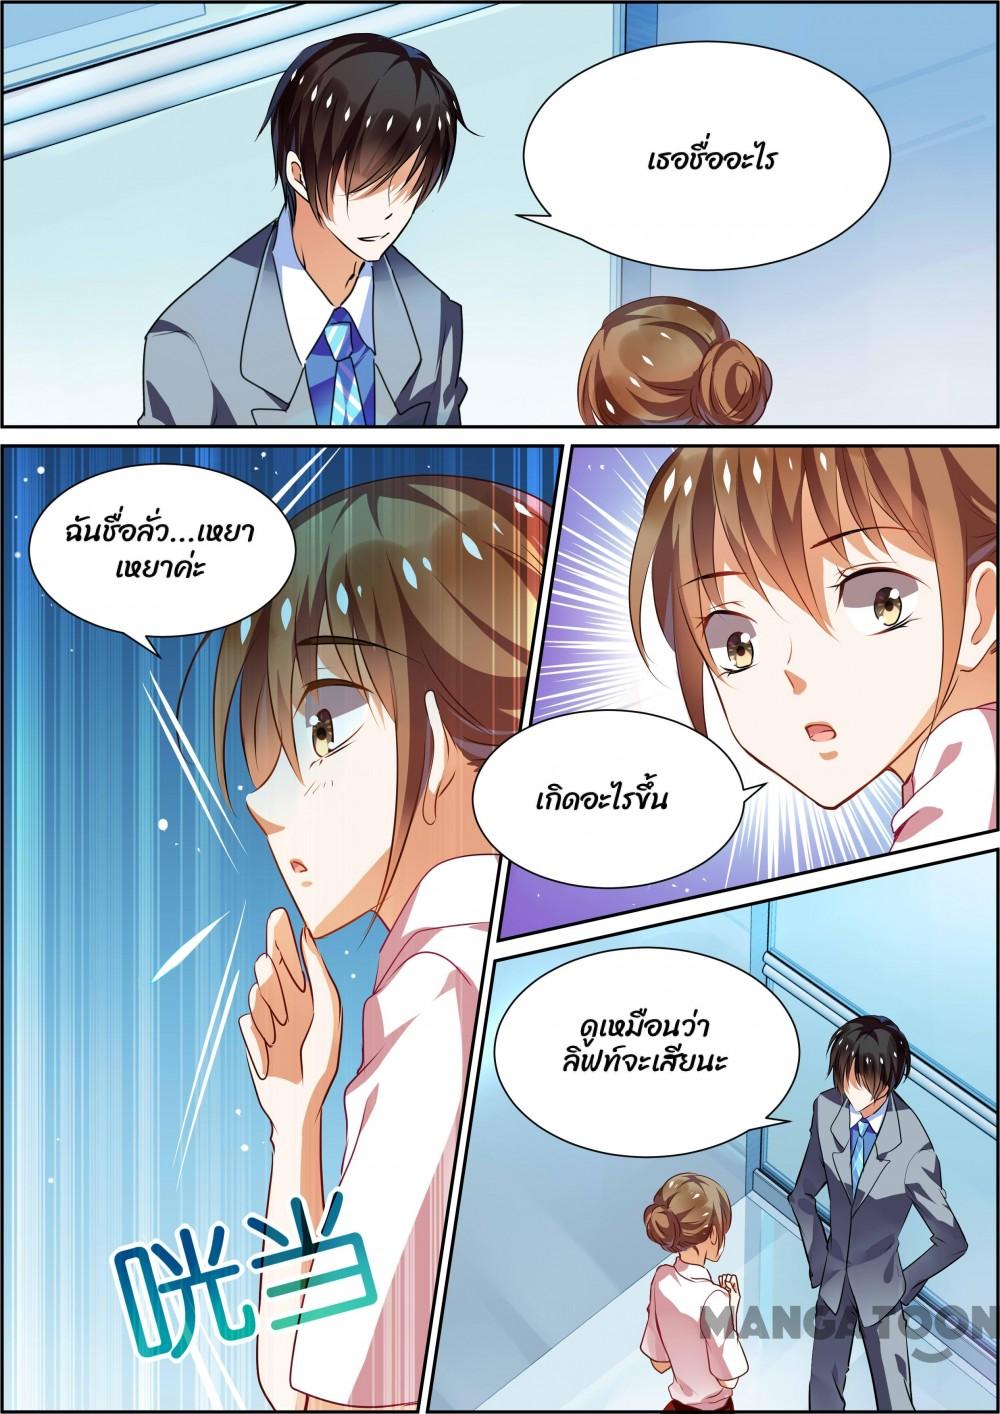 เธอชื่ออะไร
ฉันชื่อลั่ว...เหยา
เหยาค่ะ
เกิดอะไรขึ้น
ดูเหมือนว่า
ลิฟท์จะเสียนะ
咣当
MANGATOON